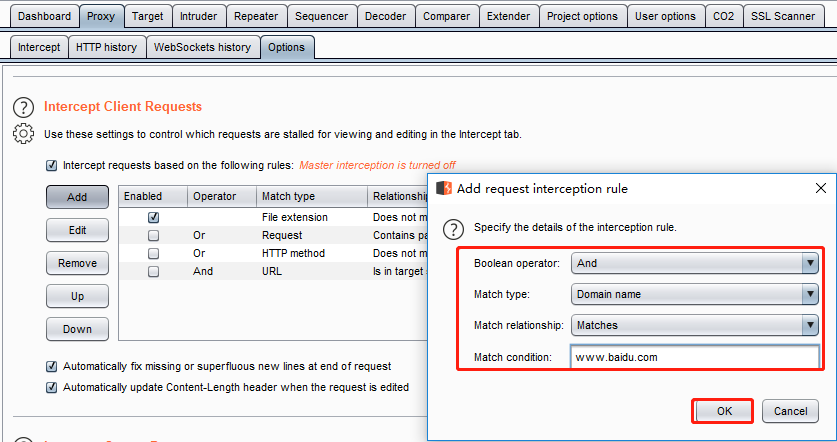 Dashboard Proxy Target Intruder Repeater Sequencer Decoder Comparer Extender Project options User options CO2 SSL Scanner
Intercept HTTP history WebSockets history Options
? Intercept Client Requests
Use these settings to control which requests are stalled for viewing and editing in the Intercept tab.
Intercept requests based on the following rules: Master interception is turned off
Add
Edit
Remove
Up
Down
Enabled Operator Match type Relationship
File extension Does not m
Or Request Contains pa
Or HTTP method Does not m
And URL Is in target
Automatically fix missing or superfluous new lines at end of request
Automatically update Content-Length header when the request is edited
Add request interception rule
? Specify the details of the interception rule.
Boolean operator: And
Match type: Domain name
Match relationship: Matches
Match condition: www.baidu.com
OK Cancel